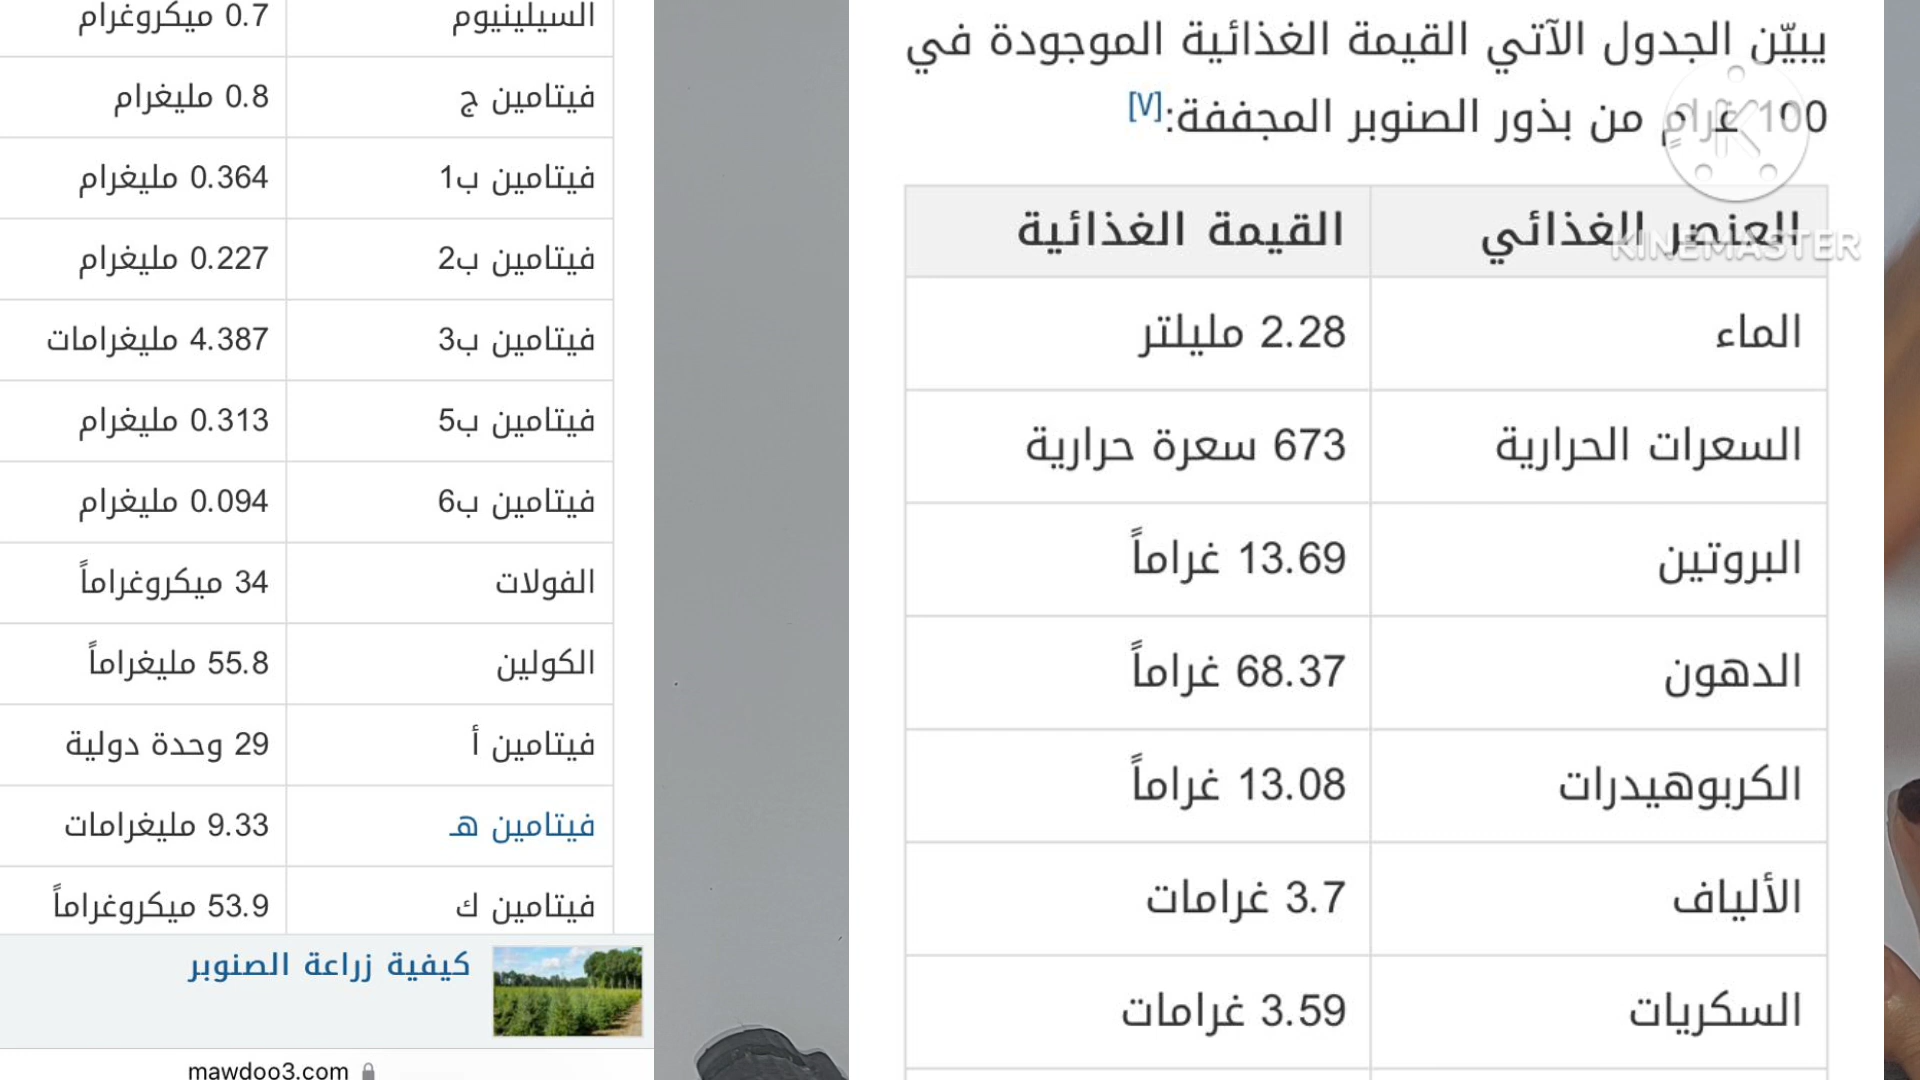 يبيّن الجدول الآتي القيمة الغذائية الموجودة في
100 غرامٍ من بذور الصنوبر المجففة:[٧]
العنصر الغذائي القيمة الغذائية
الماء 2.28 مليلتر
السعرات الحرارية 673 سعرة حرارية
البروتين 13.69 غراماً
الدهون 68.37 غراماً
الكربوهيدرات 13.08 غراماً
الألياف 3.7 غرامات
السكريات 3.59 غرامات
KINEMASTER
السيلينيوم 0.7 ميكروغرام
فيتامين ج 0.8 مليغرام
فيتامين ب1 0.364 مليغرام
فيتامين ب2 0.227 مليغرام
فيتامين ب3 4.387 مليغرامات
فيتامين ب5 0.313 مليغرام
فيتامين ب6 0.094 مليغرام
الفولات 34 ميكروغراماً
الكولين 55.8 مليغراماً
فيتامين أ 29 وحدة دولية
فيتامين هـ 9.33 مليغرامات
فيتامين ك 53.9 ميكروغراماً
كيفية زراعة الصنوبر
mawdoo3.com